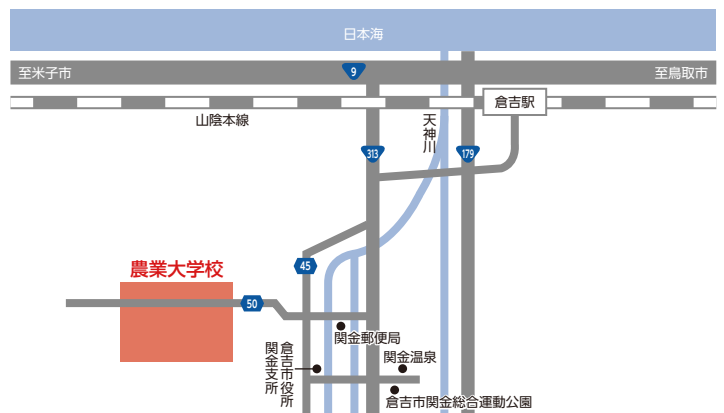 日本海
至米子市
9
至鳥取市
倉吉駅
山陰本線
天神川
313
179
農業大学校
45
50
関金郵便局
倉吉市役所
関金支所
関金温泉
倉吉市関金総合運動公園